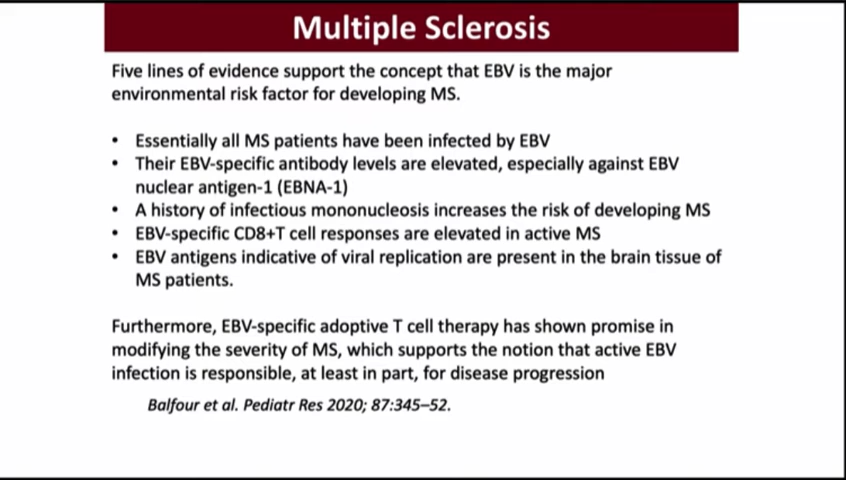 Multiple Sclerosis
Five lines of evidence support the concept that EBV is the major
environmental risk factor for developing MS.
• Essentially all MS patients have been infected by EBV
• Their EBV-specific antibody levels are elevated, especially against EBV
nuclear antigen-1 (EBNA-1)
• A history of infectious mononucleosis increases the risk of developing MS
• EBV-specific CD8+T cell responses are elevated in active MS
• EBV antigens indicative of viral replication are present in the brain tissue of
MS patients.
Furthermore, EBV-specific adoptive T cell therapy has shown promise in
modifying the severity of MS, which supports the notion that active EBV
infection is responsible, at least in part, for disease progression
Balfour et al. Pediatr Res 2020; 87:345–52.